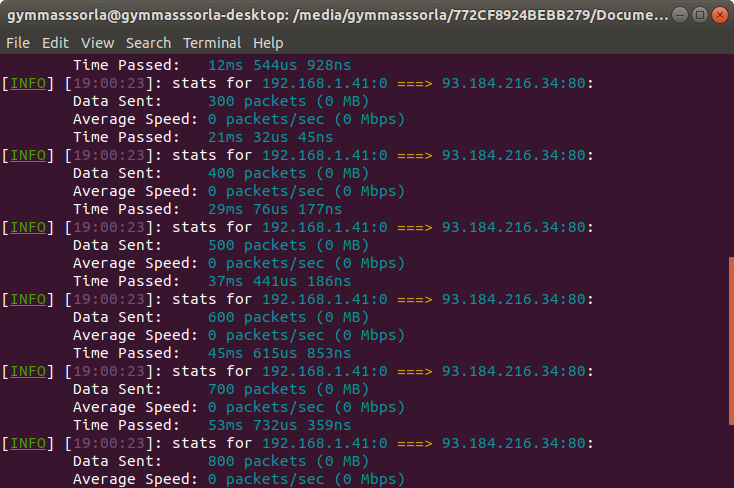 gymmasssorla@gymmasssorla-desktop: /media/gymmasssorla/772CF8924BEBB279/Docume...
File Edit View Search Terminal Help
Time Passed: 12ms 544us 928ns
[INFO] [19:00:23]: stats for 192.168.1.41:0 ===> 93.184.216.34:80:
Data Sent: 300 packets (0 MB)
Average Speed: 0 packets/sec (0 Mbps)
Time Passed: 21ms 32us 45ns
[INFO] [19:00:23]: stats for 192.168.1.41:0 ===> 93.184.216.34:80:
Data Sent: 400 packets (0 MB)
Average Speed: 0 packets/sec (0 Mbps)
Time Passed: 29ms 76us 177ns
[INFO] [19:00:23]: stats for 192.168.1.41:0 ===> 93.184.216.34:80:
Data Sent: 500 packets (0 MB)
Average Speed: 0 packets/sec (0 Mbps)
Time Passed: 37ms 441us 186ns
[INFO] [19:00:23]: stats for 192.168.1.41:0 ===> 93.184.216.34:80:
Data Sent: 600 packets (0 MB)
Average Speed: 0 packets/sec (0 Mbps)
Time Passed: 45ms 615us 853ns
[INFO] [19:00:23]: stats for 192.168.1.41:0 ===> 93.184.216.34:80:
Data Sent: 700 packets (0 MB)
Average Speed: 0 packets/sec (0 Mbps)
Time Passed: 53ms 732us 359ns
[INFO] [19:00:23]: stats for 192.168.1.41:0 ===> 93.184.216.34:80:
Data Sent: 800 packets (0 MB)
Average Speed: 0 packets/sec (0 Mbps)